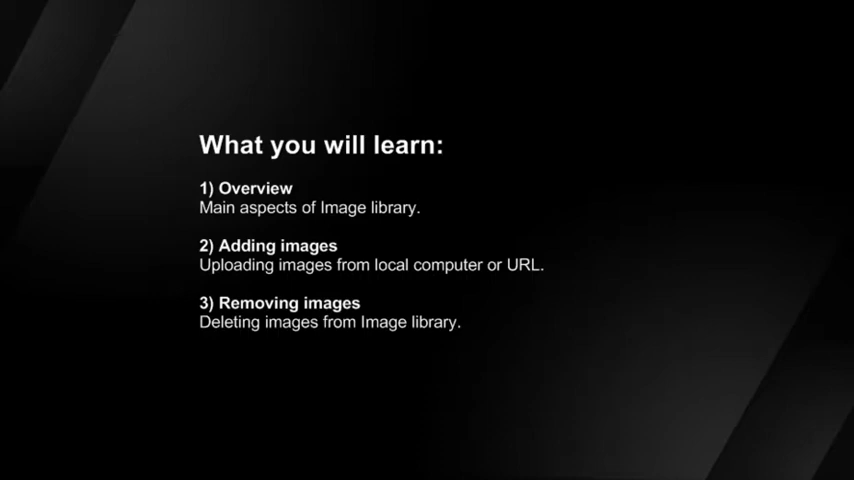 What you will learn:
1) Overview
Main aspects of Image library.
2) Adding images
Uploading images from local computer or URL.
3) Removing images
Deleting images from Image library.